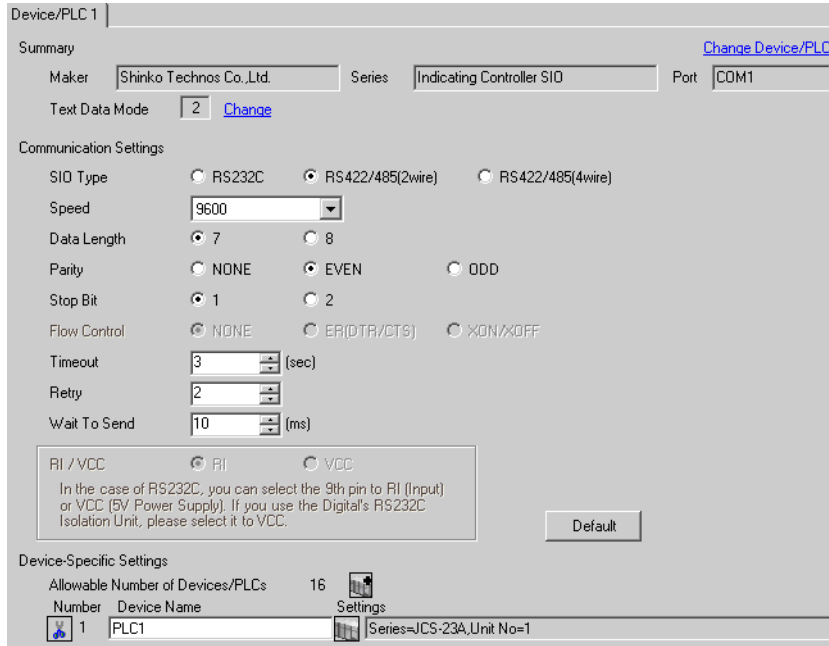 Device/PLC 1
Summary Change Device/PLC
Maker Shinko Technos Co.,Ltd. Series Indicating Controller SIO Port COM1
Text Data Mode 2 Change
Communication Settings
SIO Type RS232C RS422/485(2wire) RS422/485(4wire)
Speed 9600
Data Length 7 8
Parity NONE EVEN ODD
Stop Bit 1 2
Flow Control NONE ER(DTR/CTS) XON/XOFF
Timeout 3 (sec)
Retry 2
Wait To Send 10 (ms)
RI / VCC RI VCC
In the case of RS232C, you can select the 9th pin to RI (Input)
or VCC (5V Power Supply). If you use the Digital's RS232C
Isolation Unit, please select it to VCC.
Default
Device-Specific Settings
Allowable Number of Devices/PLCs 16
Number Device Name Settings
1 PLC1 Series=JCS-23A,Unit No=1